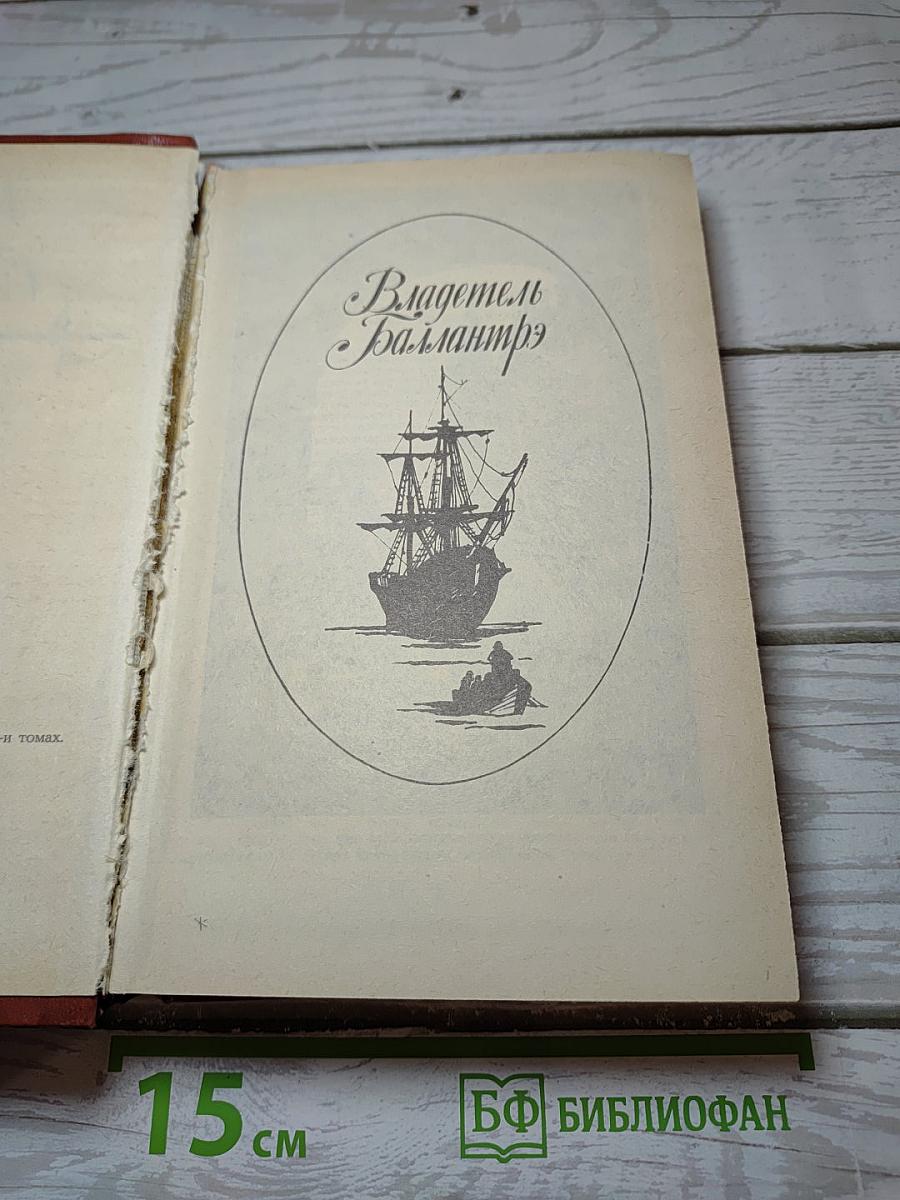 Владетель
Баллантрэ
-и томах.
*
15 см
БФ БИБЛИОФАН